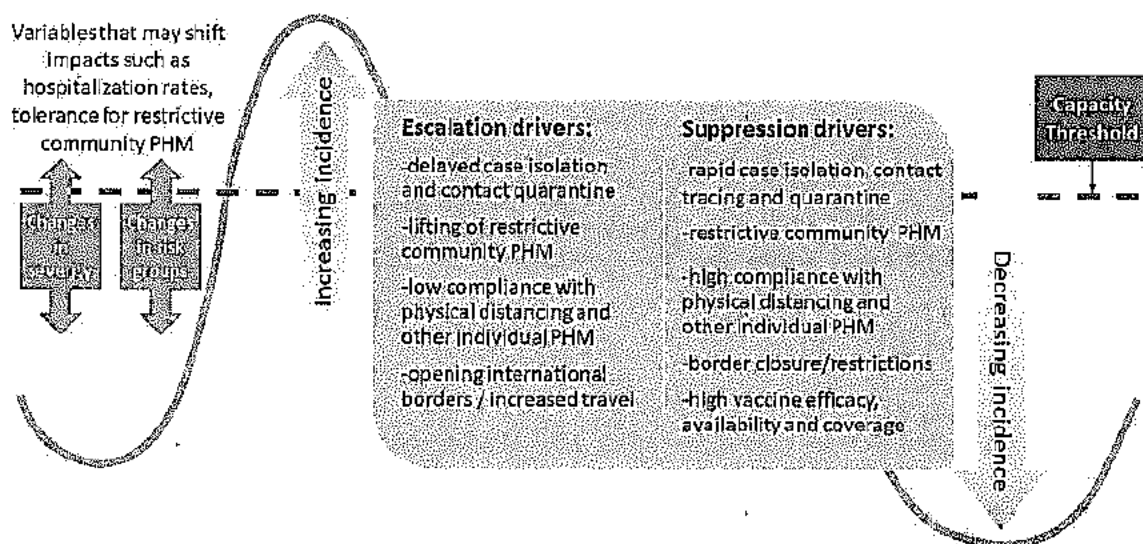 Variables that may shift
impacts such as
hospitalization rates,
tolerance for restrictive
community PHM
Changes
in
severity
Changes
in risk
groups
Increasing incidence
Escalation drivers:
-delayed case isolation
and contact quarantine
-lifting of restrictive
community PHM
-low compliance with
physical distancing and
other individual PHM
-opening international
borders / increased travel
Suppression drivers:
-rapid case isolation, contact
tracing and quarantine
-restrictive community PHM
-high compliance with
physical distancing and
other individual PHM
-border closure/restrictions
-high vaccine efficacy,
availability and coverage
Capacity
Threshold
Decreasing incidence